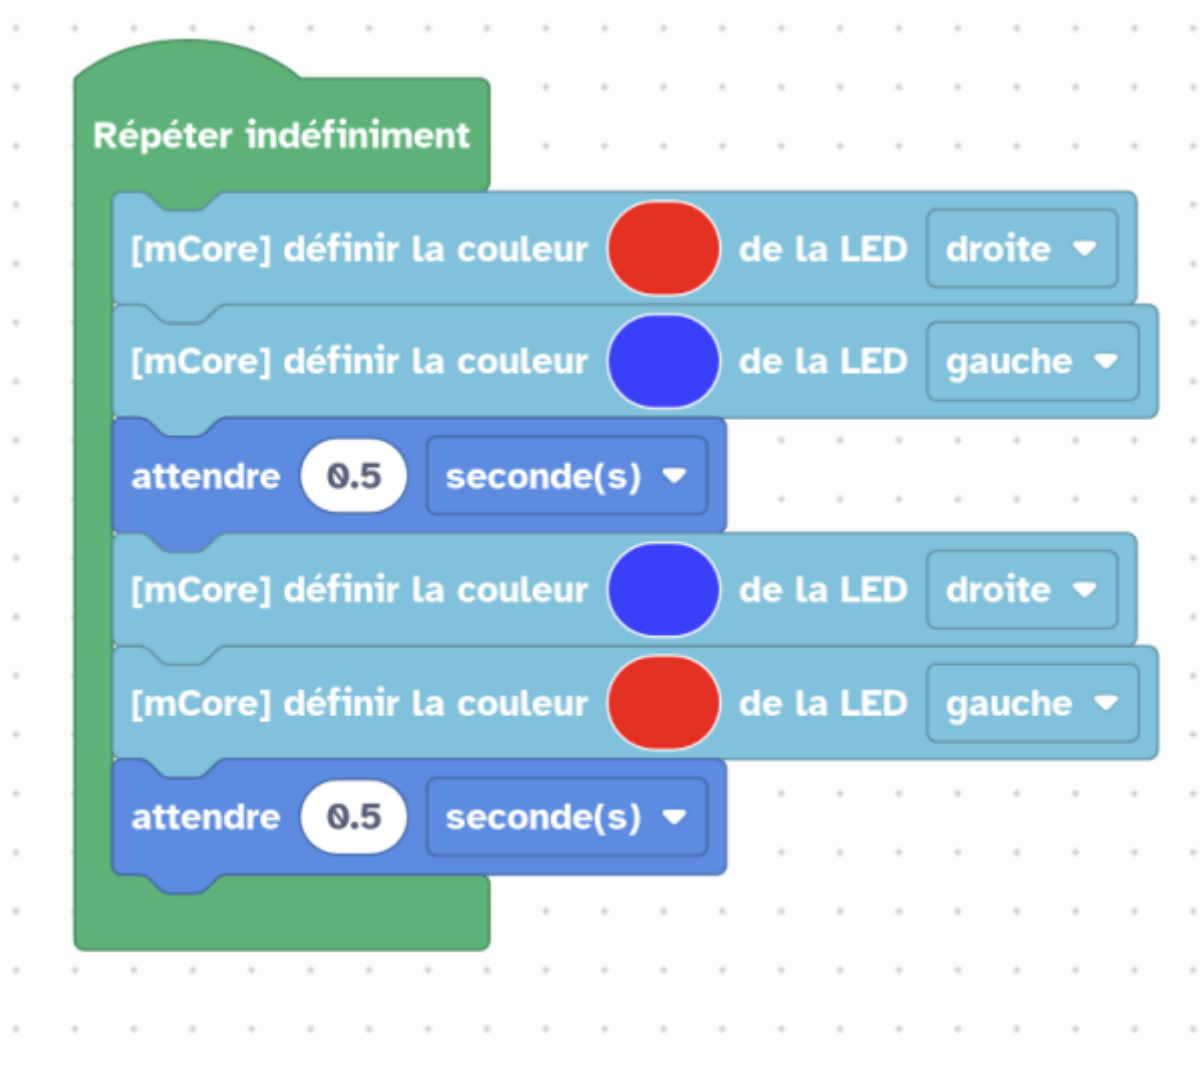 Répéter indéfiniment
[mCore] définir la couleur de la LED droite
[mCore] définir la couleur de la LED gauche
attendre 0.5 seconde(s)
[mCore] définir la couleur de la LED droite
[mCore] définir la couleur de la LED gauche
attendre 0.5 seconde(s)